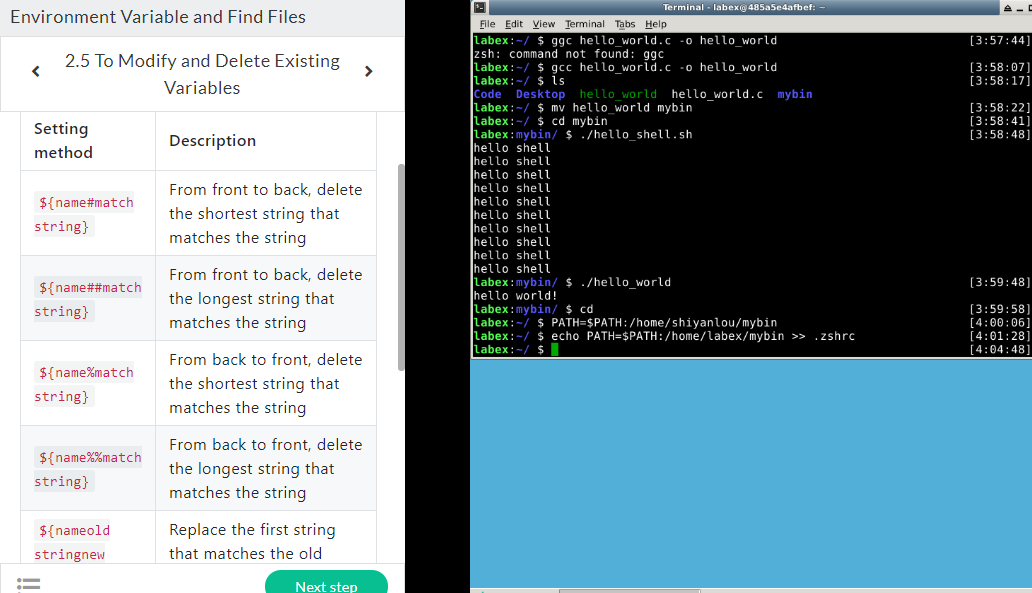 Environment Variable and Find Files
2.5 To Modify and Delete Existing
Variables
Setting
method
Description
${name#match
string}
From front to back, delete
the shortest string that
matches the string
${name##match
string}
From front to back, delete
the longest string that
matches the string
${name%match
string}
From back to front, delete
the shortest string that
matches the string
${name%%match
string}
From back to front, delete
the longest string that
matches the string
${nameold
stringnew
Replace the first string
that matches the old
Next step
Terminal - labex@485a5e4afbef: ~
File Edit View Terminal Tabs Help
labex:~/ $ ggc hello_world.c -o hello_world [3:57:44]
zsh: command not found: ggc
labex:~/ $ gcc hello_world.c -o hello_world [3:58:07]
labex:~/ $ ls [3:58:17]
Code Desktop hello_world hello_world.c mybin
labex:~/ $ mv hello_world mybin [3:58:22]
labex:~/ $ cd mybin [3:58:41]
labex:mybin/ $ ./hello_shell.sh [3:58:48]
hello shell
hello shell
hello shell
hello shell
hello shell
hello shell
hello shell
hello shell
hello shell
hello shell
labex:mybin/ $ ./hello_world [3:59:48]
hello world!
labex:mybin/ $ cd [3:59:58]
labex:~/ $ PATH=$PATH:/home/shiyanlou/mybin [4:00:06]
labex:~/ $ echo PATH=$PATH:/home/labex/mybin >> .zshrc [4:01:28]
labex:~/ $ [4:04:48]